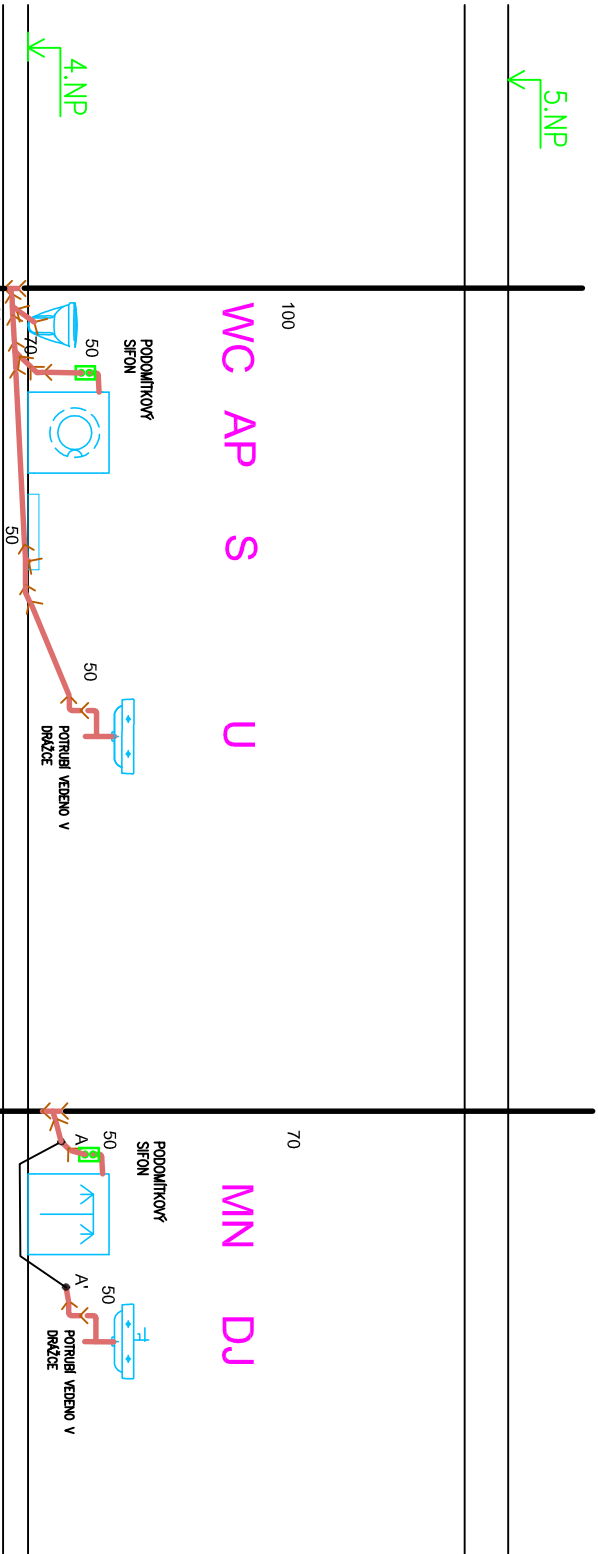 5.NP
4.NP
100
70
WC AP S U
MN DJ
PODOMÍTKOVÝ
SIFON
50
70
50
50
POTRUBÍ VEDENO V
DRÁŽCE
PODOMÍTKOVÝ
SIFON
50
A
A'
50
POTRUBÍ VEDENO V
DRÁŽCE